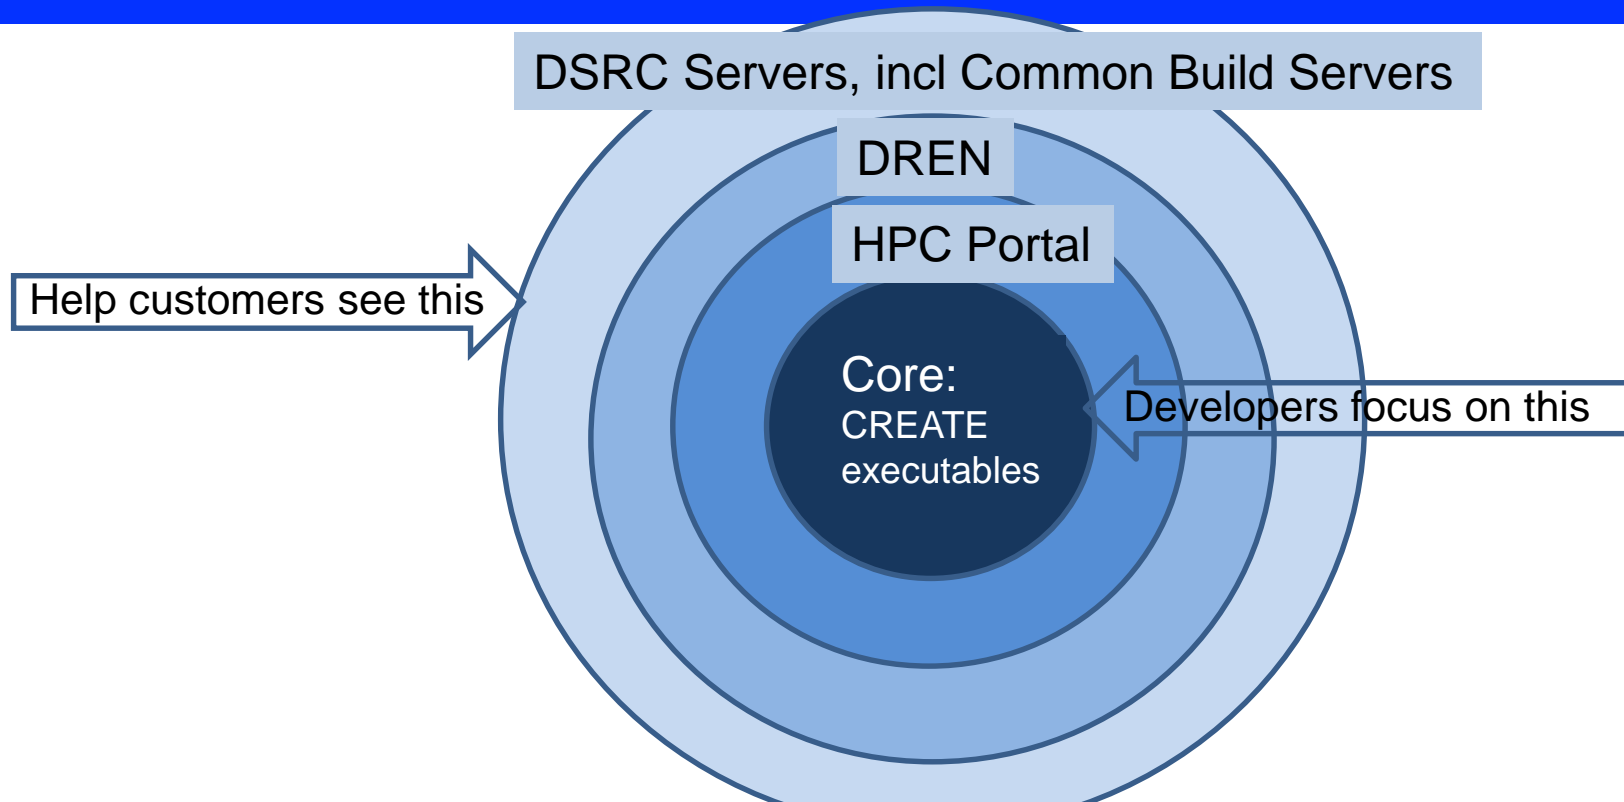 DSRC Servers, incl Common Build Servers
DREN
HPC Portal
Help customers see this
Core:
CREATE
executables
Developers focus on this